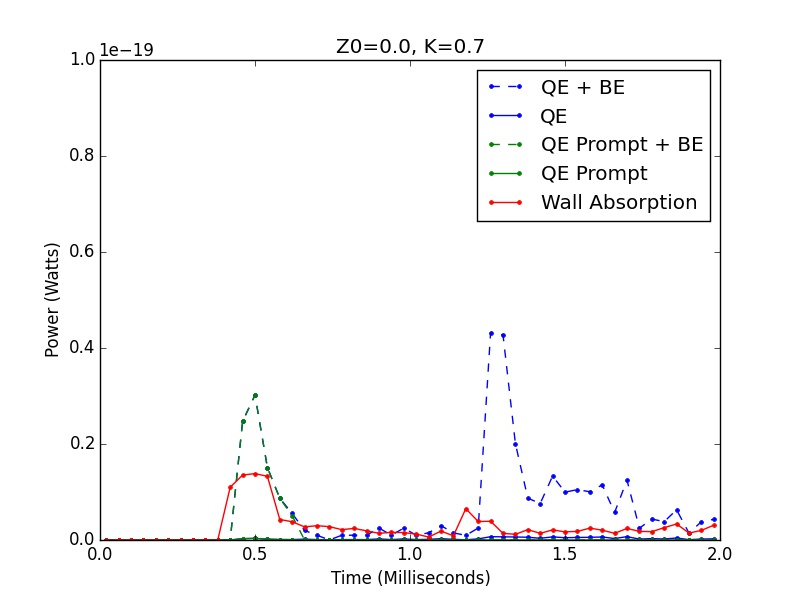 Z0=0.0, K=0.7
1e−19
1.0
0.8
0.6
0.4
0.2
0.0
Power (Watts)
QE + BE
QE
QE Prompt + BE
QE Prompt
Wall Absorption
0.0 0.5 1.0 1.5 2.0
Time (Milliseconds)